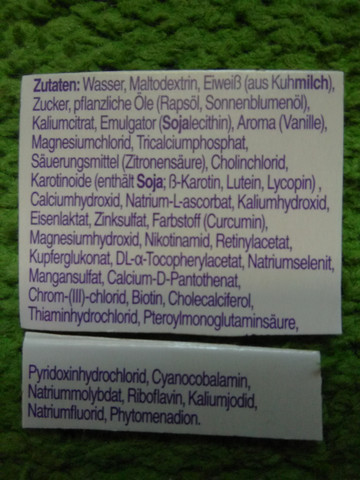 Zutaten: Wasser, Maltodextrin, Eiweiß (aus Kuhmilch),
Zucker, pflanzliche Öle (Rapsöl, Sonnenblumenöl),
Kaliumcitrat, Emulgator (Sojalecithin), Aroma (Vanille),
Magnesiumchlorid, Tricalciumphosphat,
Säuerungsmittel (Zitronensäure), Cholinchlorid,
Karotinoide (enthält Soja; ß-Karotin, Lutein, Lycopin) ,
Calciumhydroxid, Natrium-L-ascorbat, Kaliumhydroxid,
Eisenlaktat, Zinksulfat, Farbstoff (Curcumin),
Magnesiumhydroxid, Nikotinamid, Retinylacetat,
Kupferglukonat, DL-α-Tocopherylacetat, Natriumselenit,
Mangansulfat, Calcium-D-Pantothenat,
Chrom-(III)-chlorid, Biotin, Cholecalciferol,
Thiaminhydrochlorid, Pteroylmonoglutaminsäure,
Pyridoxinhydrochlorid, Cyanocobalamin,
Natriummolybdat, Riboflavin, Kaliumjodid,
Natriumfluorid, Phytomenadion.